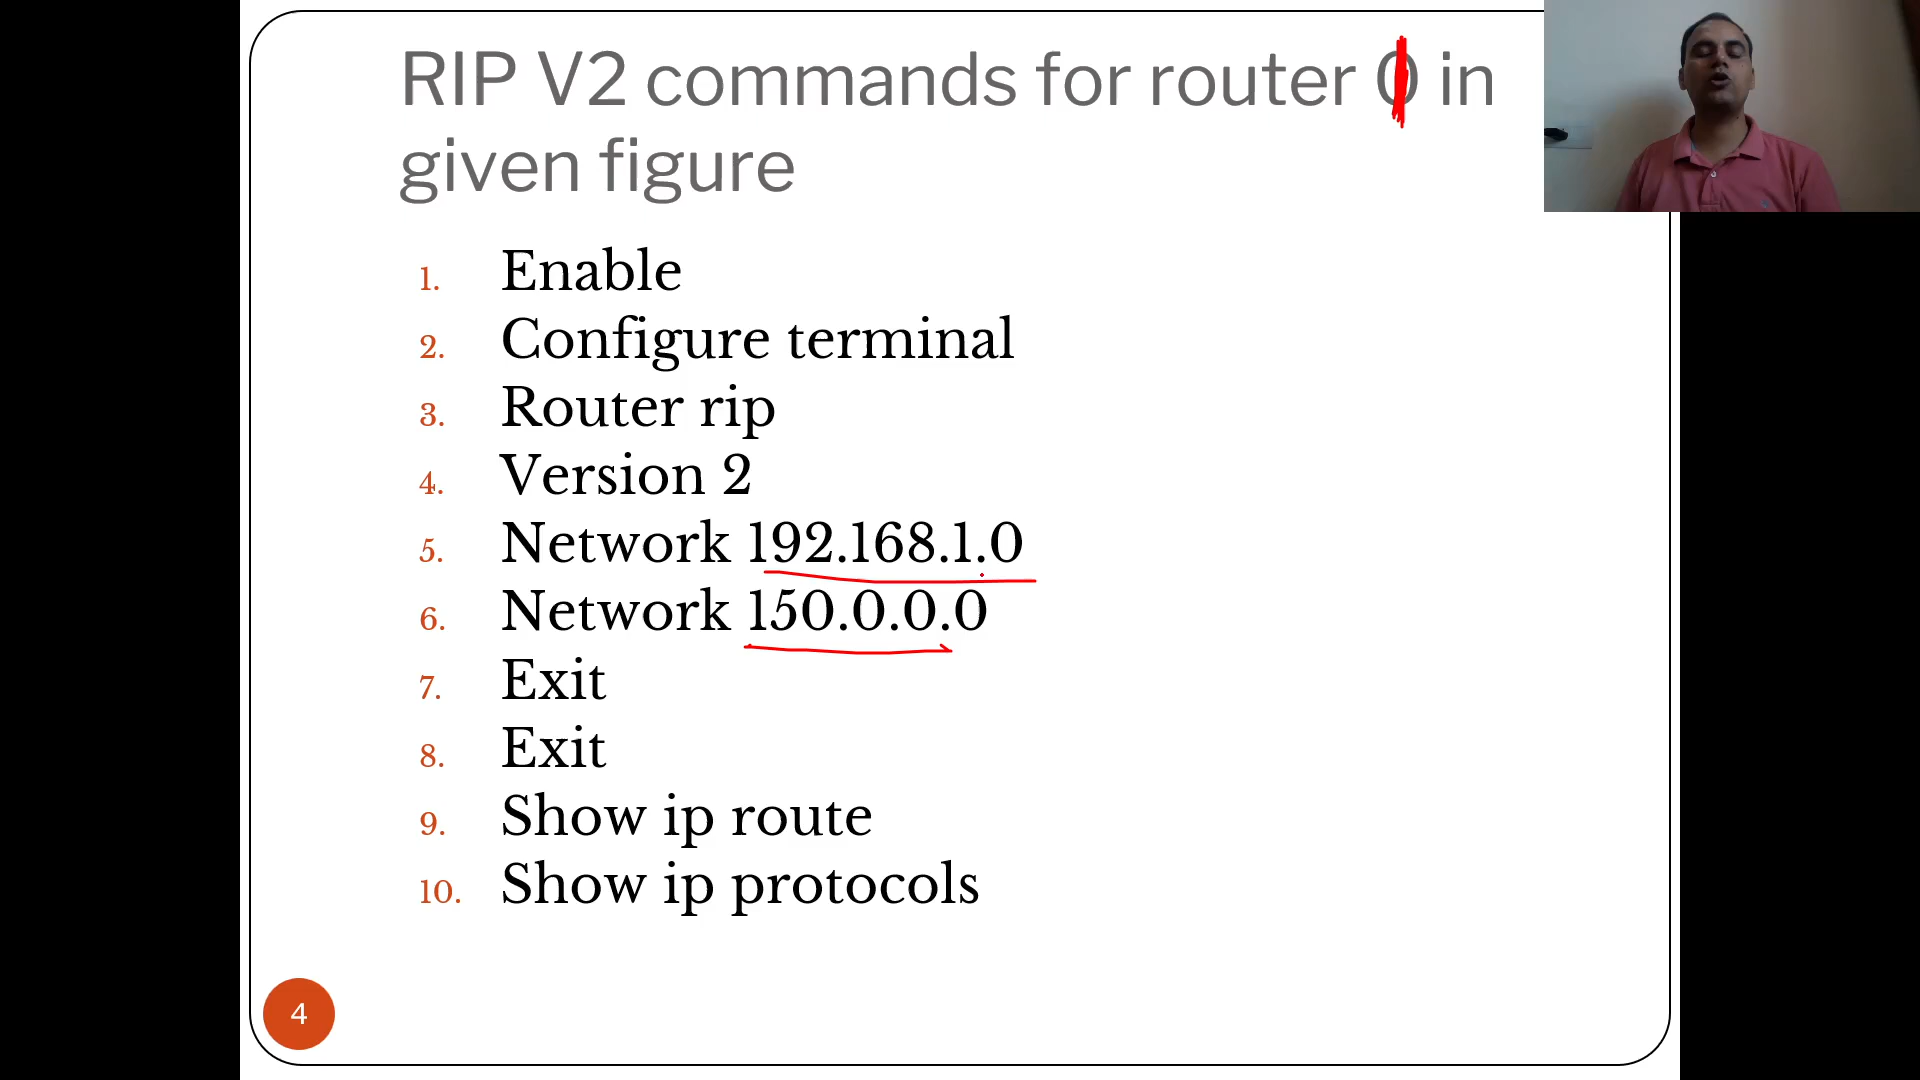 RIP V2 commands for router 0 in
given figure
1. Enable
2. Configure terminal
3. Router rip
4. Version 2
5. Network 192.168.1.0
6. Network 150.0.0.0
7. Exit
8. Exit
9. Show ip route
10. Show ip protocols
4